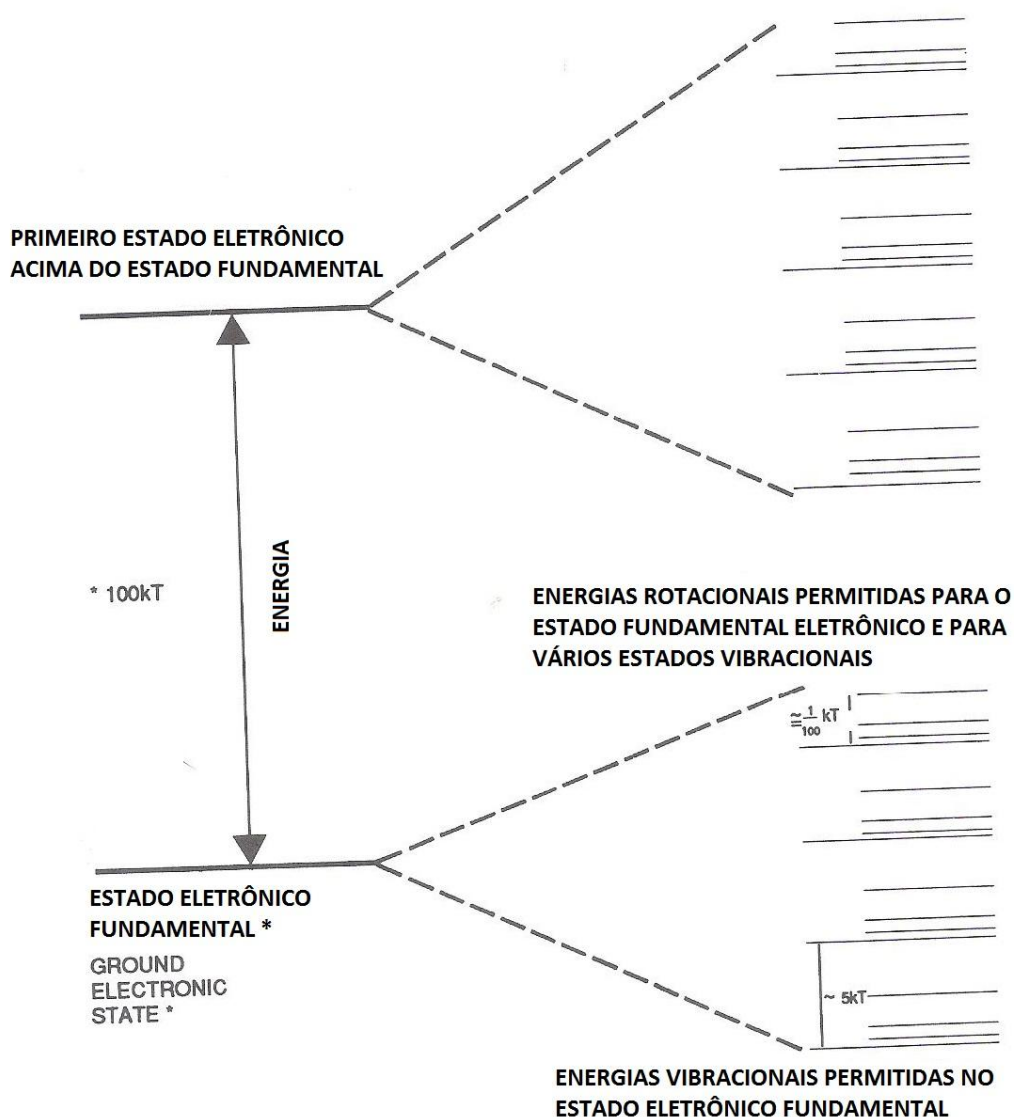 PRIMEIRO ESTADO ELETRÔNICO
ACIMA DO ESTADO FUNDAMENTAL
* 100kT
ENERGIA
ENERGIAS ROTACIONAIS PERMITIDAS PARA O
ESTADO FUNDAMENTAL ELETRÔNICO E PARA
VÁRIOS ESTADOS VIBRACIONAIS
≅ 1/100 kT
ESTADO ELETRÔNICO
FUNDAMENTAL *
GROUND
ELECTRONIC
STATE *
~ 5kT
ENERGIAS VIBRACIONAIS PERMITIDAS NO
ESTADO ELETRÔNICO FUNDAMENTAL